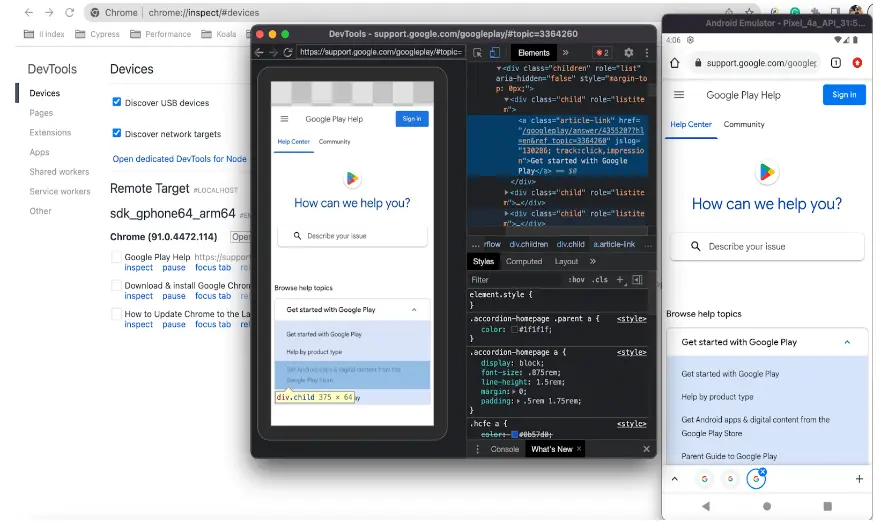 Chrome chrome://inspect/#devices
II index Cypress Performance Koala
DevTools
Devices
Pages
Extensions
Apps
Shared workers
Service workers
Other
Devices
Discover USB devices
Discover network targets
Open dedicated DevTools for Node
Remote Target #LOCALHOST
sdk_gphone64_arm64
Chrome (91.0.4472.114) Open
Google Play Help https://suppo
inspect pause focus tab
Download & install Google Chrom
inspect pause focus tab
How to Update Chrome to the La
inspect pause focus tab
DevTools - support.google.com/googleplay/#topic=3364260
https://support.google.com/googleplay/#topic=
Google Play Help Sign in
Help Center Community
How can we help you?
Describe your issue
Browse help topics
Get started with Google Play
Get started with Google Play
Help by product type
Get Android apps & digital content from the
Google Play Store
div.child 375 × 64 ay
Elements » 2
<div class="children" role="list"
aria-hidden="false" style="margin-to
p: 0px;">
<div class="child" role="listite
m">
<a class="article-link" href=
"/googleplay/answer/4355207?hl
=en&ref_topic=3364260" jslog=
"130286; track:click,impressio
n">Get started with Google
Play</a> == $0
</div>
<div class="child" role="listite
m">…</div>
<div class="child" role="listite
m">…</div>
… rflow div.children div.child a.article-link …
Styles Computed Layout »
Filter :hov .cls +
element.style {
}
.accordion-homepage .parent a { <style>
color: #1f1f1f;
}
.accordion-homepage a { <style>
display: block;
font-size: .875rem;
line-height: 1.5rem;
margin: 0;
padding: .5rem 1.75rem;
}
.hcfe a { <style>
color: #0b57d0;
Console What's New ×
Android Emulator - Pixel_4a_API_31:5...
4:06
support.google.com/googlep 1
Google Play Help Sign in
Help Center Community
How can we help you?
Describe your issue
Browse help topics
Get started with Google Play
Get started with Google Play
Help by product type
Get Android apps & digital content from the
Google Play Store
Parent Guide to Google Play